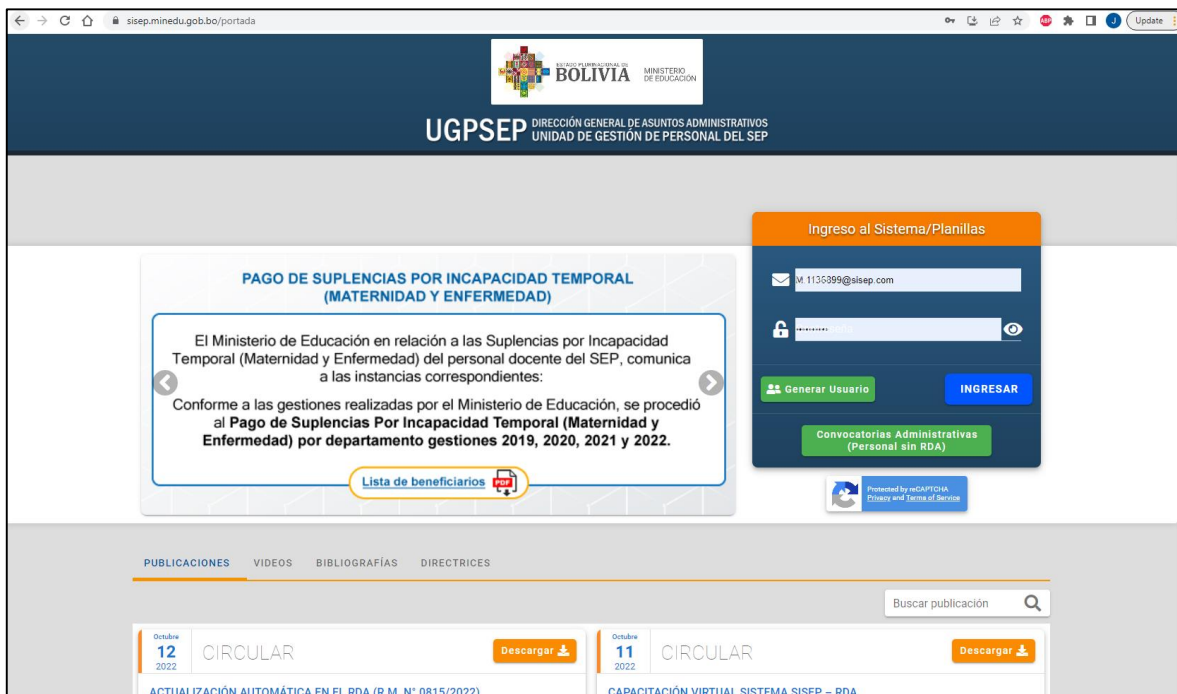 sisep.minedu.gob.bo/portada
ABP
J
Update
ESTADO PLURINACIONAL DE
BOLIVIA
MINISTERIO
DE EDUCACIÓN
UGPSEP
DIRECCIÓN GENERAL DE ASUNTOS ADMINISTRATIVOS
UNIDAD DE GESTIÓN DE PERSONAL DEL SEP
PAGO DE SUPLENCIAS POR INCAPACIDAD TEMPORAL
(MATERNIDAD Y ENFERMEDAD)
El Ministerio de Educación en relación a las Suplencias por Incapacidad
Temporal (Maternidad y Enfermedad) del personal docente del SEP, comunica
a las instancias correspondientes:
Conforme a las gestiones realizadas por el Ministerio de Educación, se procedió
al Pago de Suplencias Por Incapacidad Temporal (Maternidad y
Enfermedad) por departamento gestiones 2019, 2020, 2021 y 2022.
Lista de beneficiarios
PDF
Ingreso al Sistema/Planillas
M.1136899@sisep.com
Generar Usuario
INGRESAR
Convocatorias Administrativas
(Personal sin RDA)
Protected by reCAPTCHA
Privacy and Terms of Service
PUBLICACIONES VIDEOS BIBLIOGRAFÍAS DIRECTRICES
Buscar publicación
Octubre
12
2022
CIRCULAR
Descargar
ACTUALIZACIÓN AUTOMÁTICA EN EL RDA (R.M. N° 0815/2022)
Octubre
11
2022
CIRCULAR
Descargar
CAPACITACIÓN VIRTUAL SISTEMA SISEP – RDA